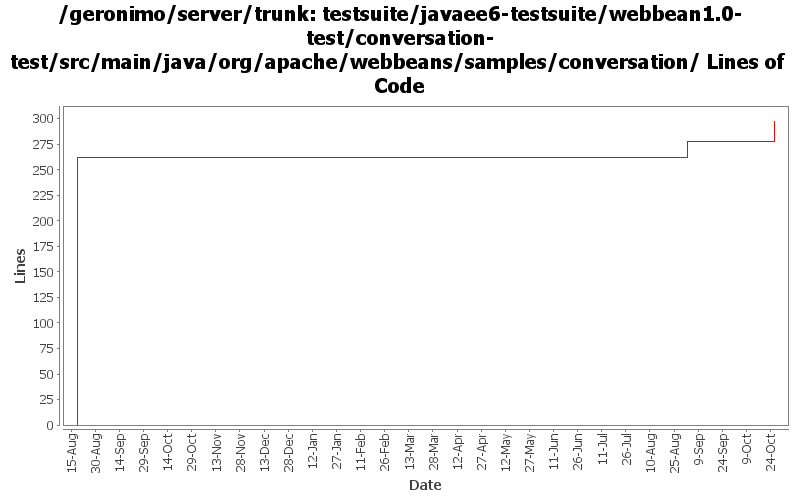 /geronimo/server/trunk: testsuite/javaee6-testsuite/webbean1.0-
test/conversation-
test/src/main/java/org/apache/webbeans/samples/conversation/ Lines of
Code
Lines
300
275
250
225
200
175
150
125
100
75
50
25
0
15-Aug
30-Aug
14-Sep
29-Sep
14-Oct
29-Oct
13-Nov
28-Nov
13-Dec
28-Dec
12-Jan
27-Jan
11-Feb
26-Feb
13-Mar
28-Mar
12-Apr
27-Apr
12-May
27-May
11-Jun
26-Jun
11-Jul
26-Jul
10-Aug
25-Aug
9-Sep
24-Sep
9-Oct
24-Oct
Date